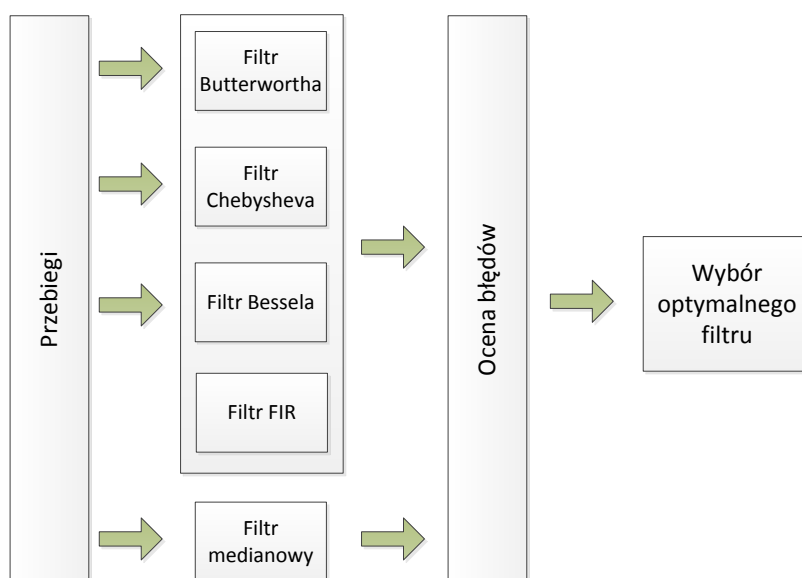 Przebiegi
Filtr
Butterwortha
Filtr
Chebysheva
Filtr Bessela
Filtr FIR
Filtr
medianowy
Ocena błędów
Wybór
optymalnego
filtru